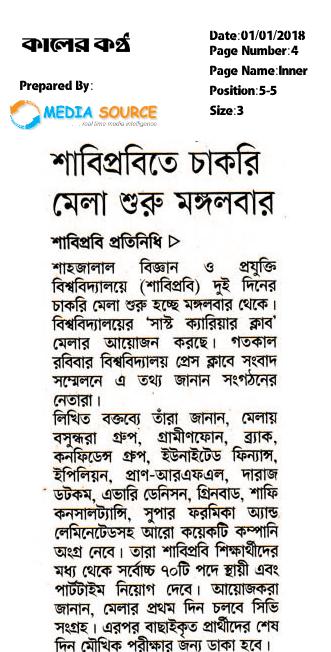 কালের কণ্ঠ
Date:01/01/2018
Page Number:4
Page Name:Inner
Position:5-5
Size:3
Prepared By:
MEDIA SOURCE
real time media intelligence
শাবিপ্রবিতে চাকরি
মেলা শুরু মঙ্গলবার
শাবিপ্রবি প্রতিনিধি ▷
শাহজালাল বিজ্ঞান ও প্রযুক্তি
বিশ্ববিদ্যালয়ে (শাবিপ্রবি) দুই দিনের
চাকরি মেলা শুরু হচ্ছে মঙ্গলবার থেকে।
বিশ্ববিদ্যালয়ের ‘সাস্ট ক্যারিয়ার ক্লাব’
মেলার আয়োজন করছে। গতকাল
রবিবার বিশ্ববিদ্যালয় প্রেস ক্লাবে সংবাদ
সম্মেলনে এ তথ্য জানান সংগঠনের
নেতারা।
লিখিত বক্তব্যে তাঁরা জানান, মেলায়
বসুন্ধরা গ্রুপ, গ্রামীণফোন, ব্র্যাক,
কনফিডেন্স গ্রুপ, ইউনাইটেড ফিন্যান্স,
ইপিলিয়ন, প্রাণ-আরএফএল, দারাজ
ডটকম, এভারি ডেনিসন, গ্রিনবাড, শাফি
কনসালট্যান্সি, সুপার ফরমিকা অ্যান্ড
লেমিনেটেডসহ আরো কয়েকটি কম্পানি
অংগ্র নেবে। তারা শাবিপ্রবি শিক্ষার্থীদের
মধ্য থেকে সর্বোচ্চ ৭০টি পদে স্থায়ী এবং
পার্টটাইম নিয়োগ দেবে। আয়োজকরা
জানান, মেলার প্রথম দিন চলবে সিভি
সংগ্রহ। এরপর বাছাইকৃত প্রার্থীদের শেষ
দিন মৌখিক পরীক্ষার জন্য ডাকা হবে।